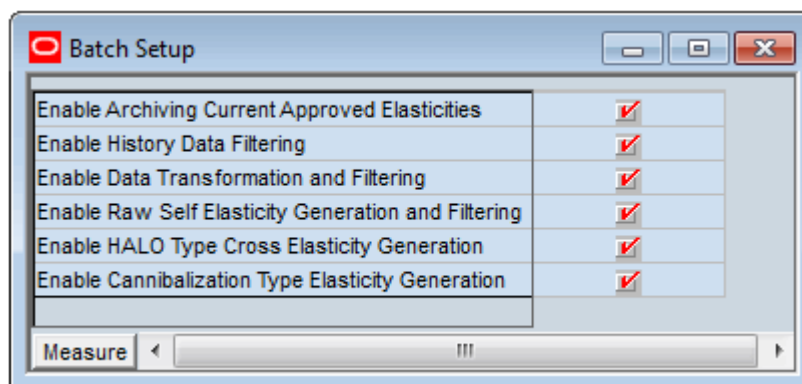 Batch Setup
Enable Archiving Current Approved Elasticities
Enable History Data Filtering
Enable Data Transformation and Filtering
Enable Raw Self Elasticity Generation and Filtering
Enable HALO Type Cross Elasticity Generation
Enable Cannibalization Type Elasticity Generation
Measure